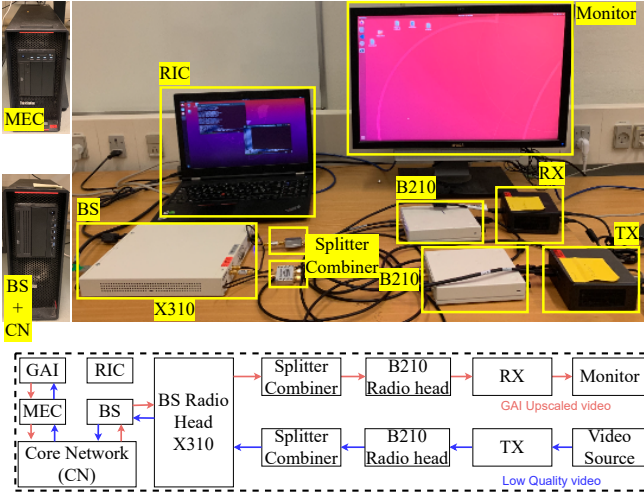 Monitor
RIC
MEC
RX
B210
BS
TX
Splitter
Combiner
B210
X310
BS
+
CN
GAI
RIC
MEC
BS
Core Network
(CN)
BS Radio
Head
X310
Splitter
Combiner
B210
Radio head
RX
Monitor
GAI Upscaled video
Splitter
Combiner
B210
Radio head
TX
Video
Source
Low Quality video